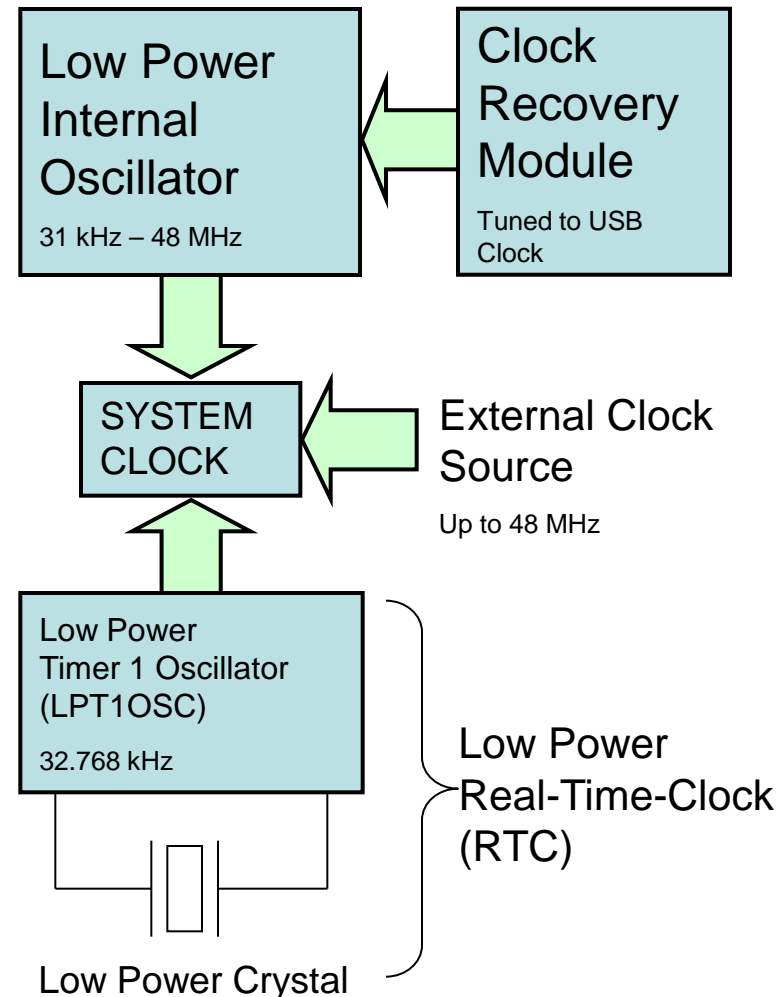 Low Power
Internal
Oscillator
31 kHz – 48 MHz
Clock
Recovery
Module
Tuned to USB
Clock
SYSTEM
CLOCK
External Clock
Source
Up to 48 MHz
Low Power
Timer 1 Oscillator
(LPT1OSC)
32.768 kHz
Low Power
Real-Time-Clock
(RTC)
Low Power Crystal